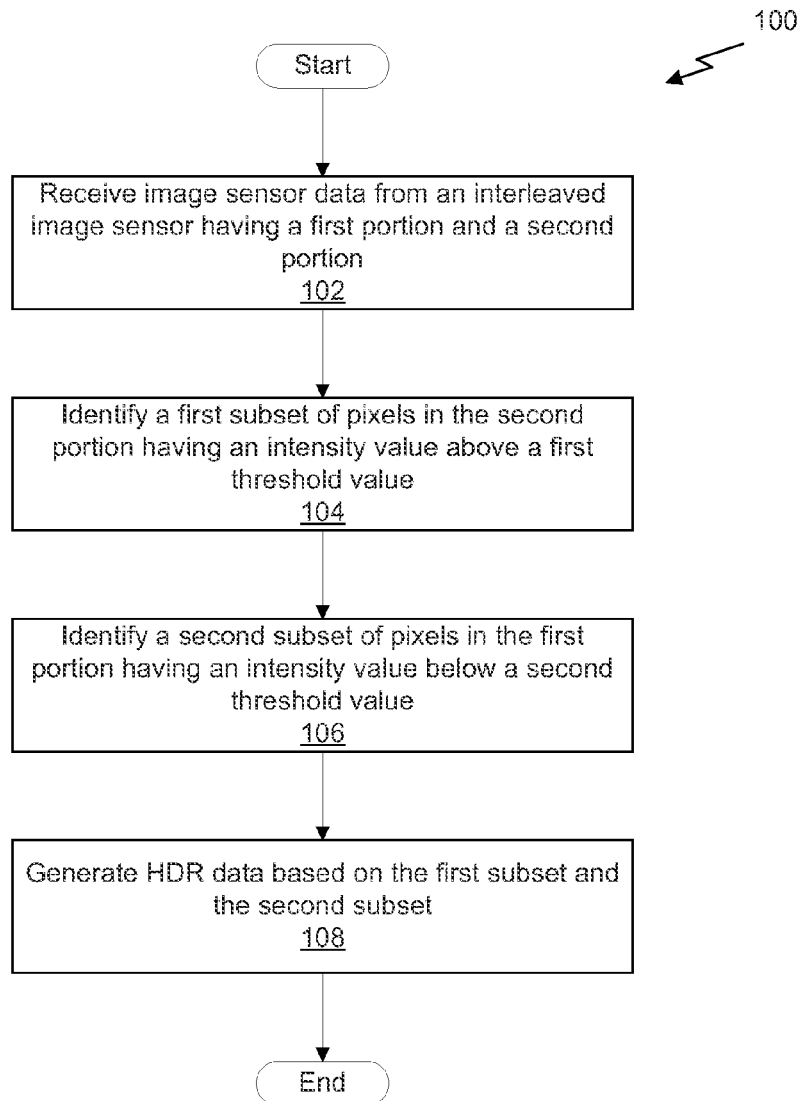 100
Start
Receive image sensor data from an interleaved
image sensor having a first portion and a second
portion
102
Identify a first subset of pixels in the second
portion having an intensity value above a first
threshold value
104
Identify a second subset of pixels in the first
portion having an intensity value below a second
threshold value
106
Generate HDR data based on the first subset and
the second subset
108
End